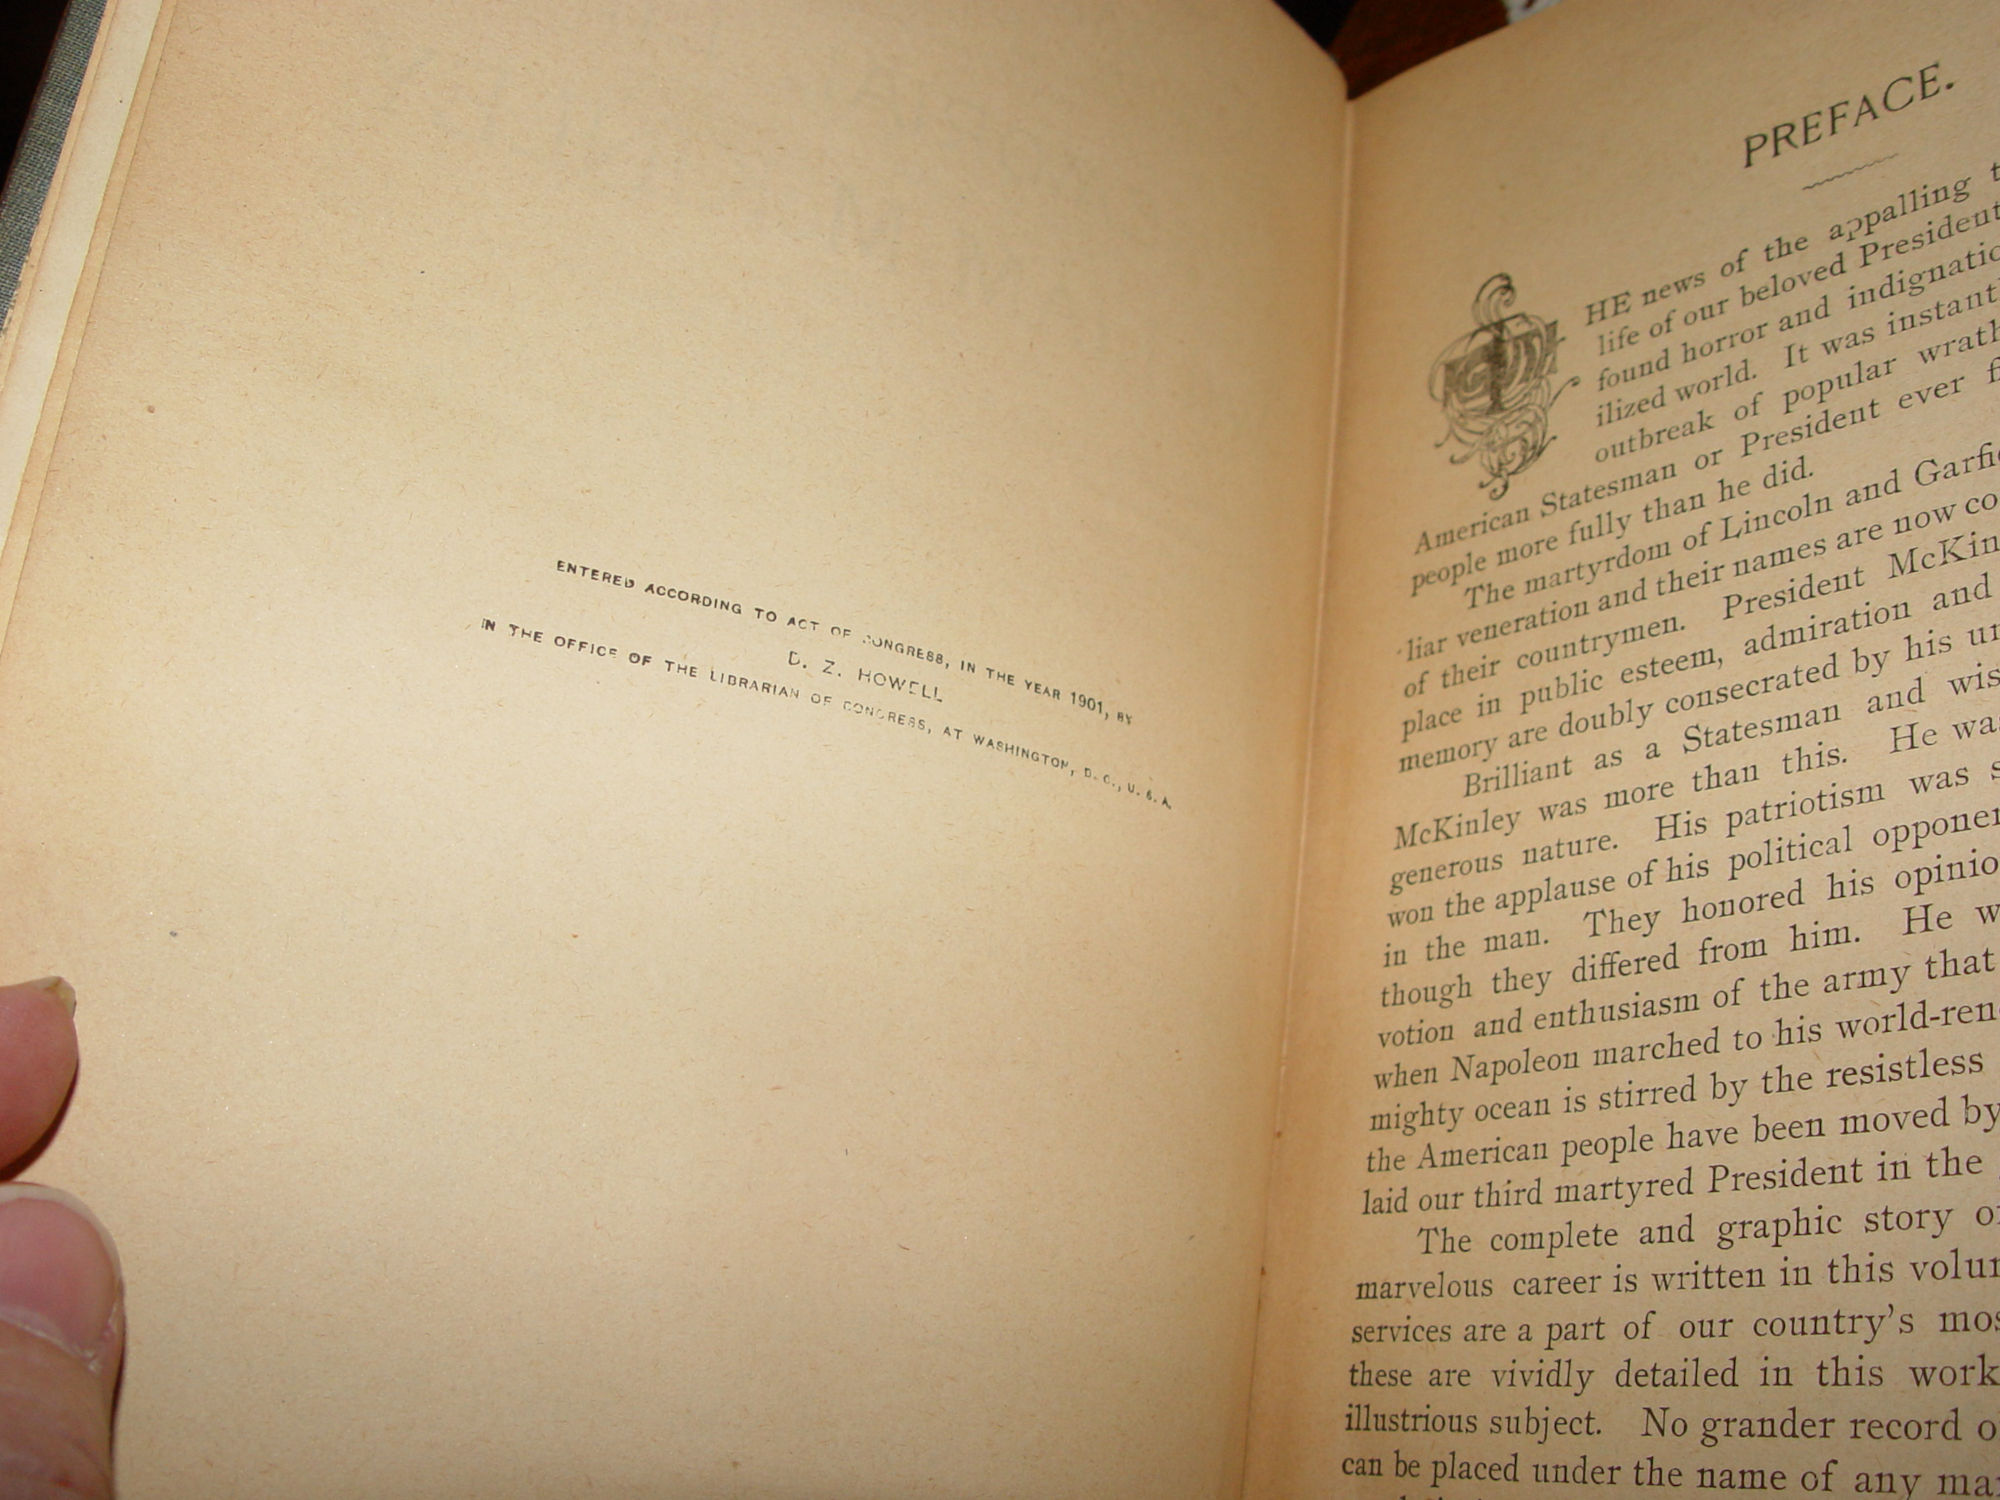 ENTERED ACCORDING TO ACT OF CONGRESS, IN THE YEAR 1901, BY
D. Z. HOWELL
IN THE OFFICE OF THE LIBRARIAN OF CONGRESS, AT WASHINGTON, D. C., U. S. A.
PREFACE.
THE news of the appalling
life of our beloved President
found horror and indignatio
ilized world. It was instant
outbreak of popular wrath
American Statesman or President ever
people more fully than he did.
The martyrdom of Lincoln and Garfie
liar veneration and their names are now co
of their countrymen. President McKin
place in public esteem, admiration and
memory are doubly consecrated by his un
Brilliant as a Statesman and wis
McKinley was more than this. He was
generous nature. His patriotism was s
won the applause of his political opponen
in the man. They honored his opinio
though they differed from him. He w
votion and enthusiasm of the army that
when Napoleon marched to his world-ren
mighty ocean is stirred by the resistless
the American people have been moved by
laid our third martyred President in the
The complete and graphic story o
marvelous career is written in this volu
services are a part of our country's mos
these are vividly detailed in this work
illustrious subject. No grander record o
can be placed under the name of any ma